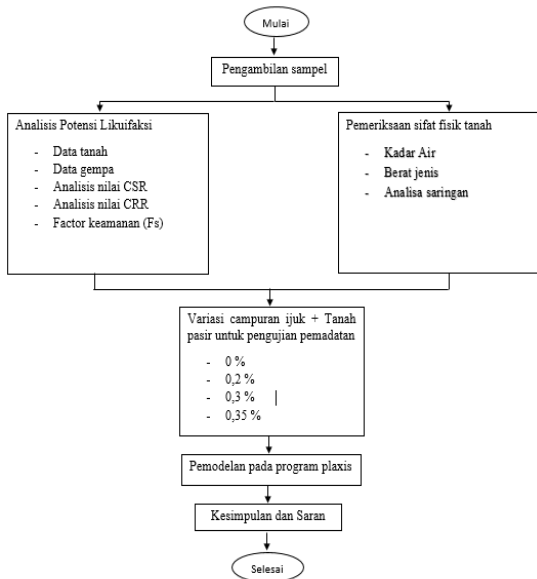 Mulai
Pengambilan sampel
Analisis Potensi Likuifaksi
- Data tanah
- Data gempa
- Analisis nilai CSR
- Analisis nilai CRR
- Factor keamanan (Fs)
Pemeriksaan sifat fisik tanah
- Kadar Air
- Berat jenis
- Analisa saringan
Variasi campuran ijuk + Tanah
pasir untuk pengujian pemadatan
- 0 %
- 0,2 %
- 0,3 %
- 0,35 %
Pemodelan pada program plaxis
Kesimpulan dan Saran
Selesai